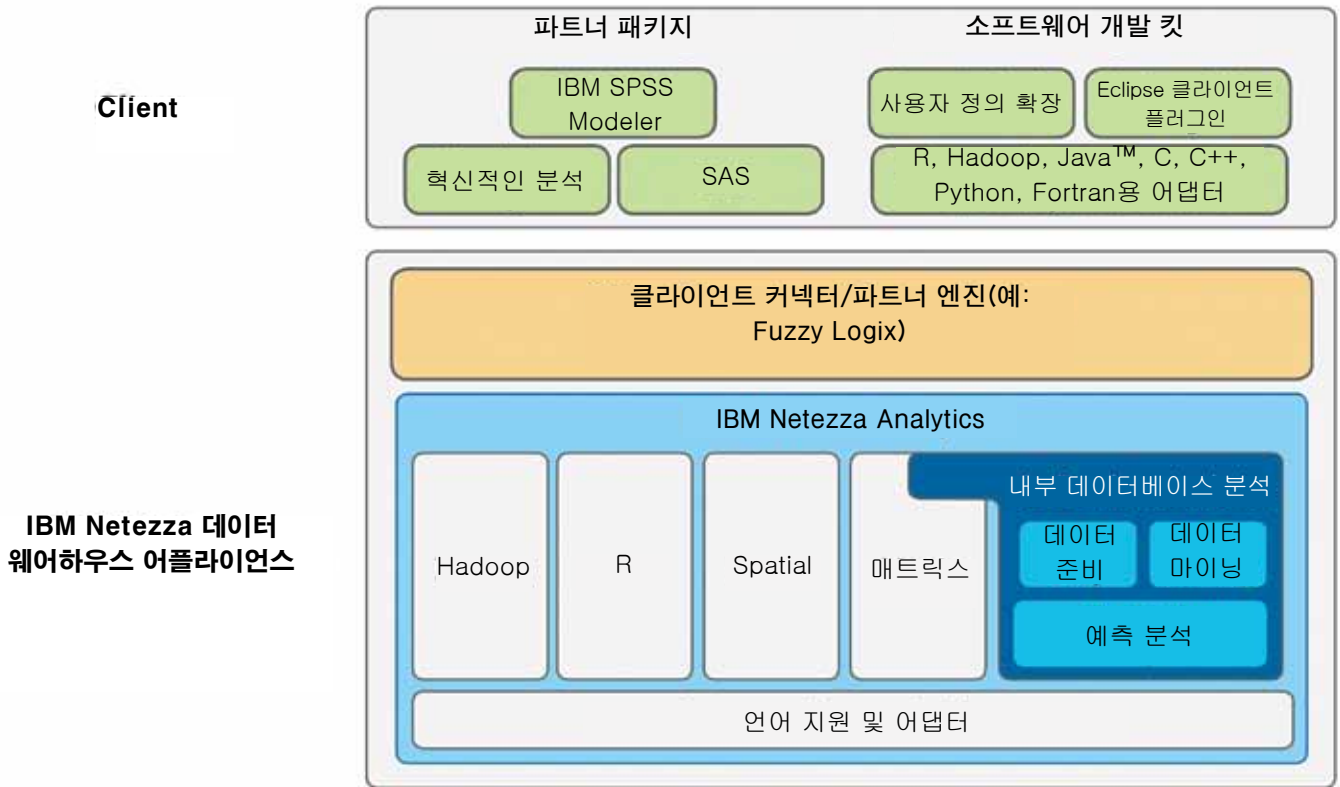 파트너 패키지
소프트웨어 개발 킷
Client
IBM SPSS
Modeler
사용자 정의 확장
Eclipse 클라이언트
플러그인
혁신적인 분석
SAS
R, Hadoop, Java™, C, C++,
Python, Fortran용 어댑터
클라이언트 커넥터/파트너 엔진(예:
Fuzzy Logix)
IBM Netezza Analytics
IBM Netezza 데이터
웨어하우스 어플라이언스
Hadoop
R
Spatial
매트릭스
내부 데이터베이스 분석
데이터
준비
데이터
마이닝
예측 분석
언어 지원 및 어댑터